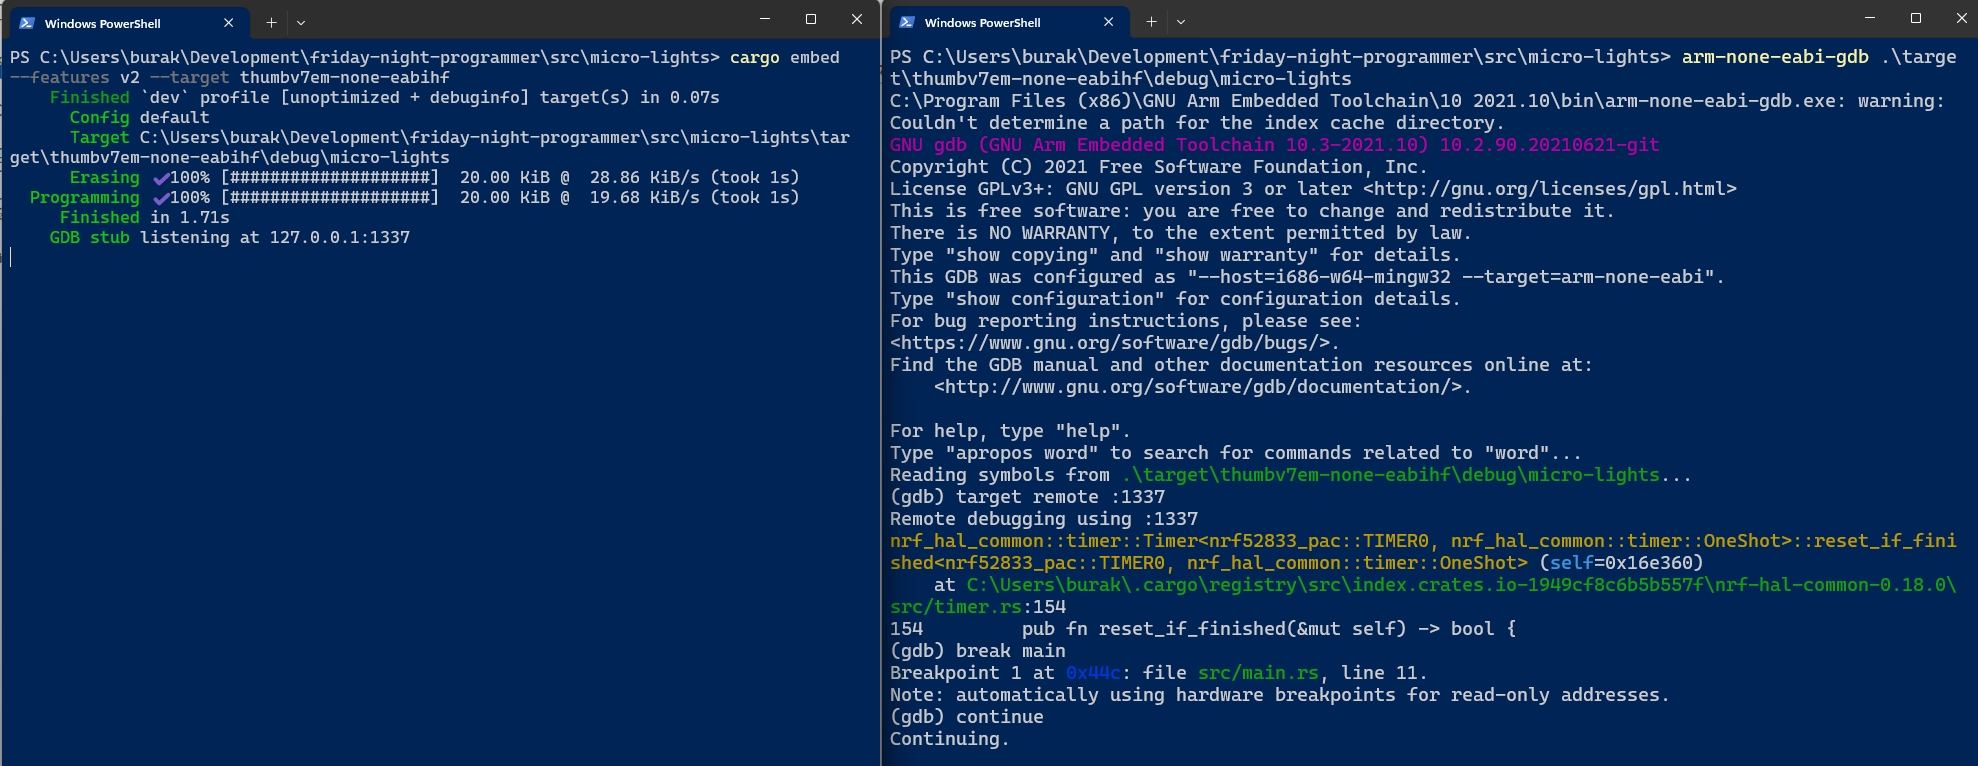 Windows PowerShell
PS C:\Users\burak\Development\friday-night-programmer\src\micro-lights> cargo embed
--features v2 --target thumbv7em-none-eabihf
Finished `dev` profile [unoptimized + debuginfo] target(s) in 0.07s
Config default
Target C:\Users\burak\Development\friday-night-programmer\src\micro-lights\tar
get\thumbv7em-none-eabihf\debug\micro-lights
Erasing ✔100% [####################]  20.00 KiB @  28.86 KiB/s (took 1s)
Programming ✔100% [####################]  20.00 KiB @  19.68 KiB/s (took 1s)
Finished in 1.71s
GDB stub listening at 127.0.0.1:1337
Windows PowerShell
PS C:\Users\burak\Development\friday-night-programmer\src\micro-lights> arm-none-eabi-gdb .\targe
t\thumbv7em-none-eabihf\debug\micro-lights
C:\Program Files (x86)\GNU Arm Embedded Toolchain\10 2021.10\bin\arm-none-eabi-gdb.exe: warning:
Couldn't determine a path for the index cache directory.
GNU gdb (GNU Arm Embedded Toolchain 10.3-2021.10) 10.2.90.20210621-git
Copyright (C) 2021 Free Software Foundation, Inc.
License GPLv3+: GNU GPL version 3 or later <http://gnu.org/licenses/gpl.html>
This is free software: you are free to change and redistribute it.
There is NO WARRANTY, to the extent permitted by law.
Type "show copying" and "show warranty" for details.
This GDB was configured as "--host=i686-w64-mingw32 --target=arm-none-eabi".
Type "show configuration" for configuration details.
For bug reporting instructions, please see:
<https://www.gnu.org/software/gdb/bugs/>.
Find the GDB manual and other documentation resources online at:
<http://www.gnu.org/software/gdb/documentation/>.
For help, type "help".
Type "apropos word" to search for commands related to "word"...
Reading symbols from .\target\thumbv7em-none-eabihf\debug\micro-lights...
(gdb) target remote :1337
Remote debugging using :1337
nrf_hal_common::timer::Timer<nrf52833_pac::TIMER0, nrf_hal_common::timer::OneShot>::reset_if_fini
shed<nrf52833_pac::TIMER0, nrf_hal_common::timer::OneShot> (self=0x16e360)
at C:\Users\burak\.cargo\registry\src\index.crates.io-1949cf8c6b5b557f\nrf-hal-common-0.18.0\
src/timer.rs:154
154         pub fn reset_if_finished(&mut self) -> bool {
(gdb) break main
Breakpoint 1 at 0x44c: file src/main.rs, line 11.
Note: automatically using hardware breakpoints for read-only addresses.
(gdb) continue
Continuing.